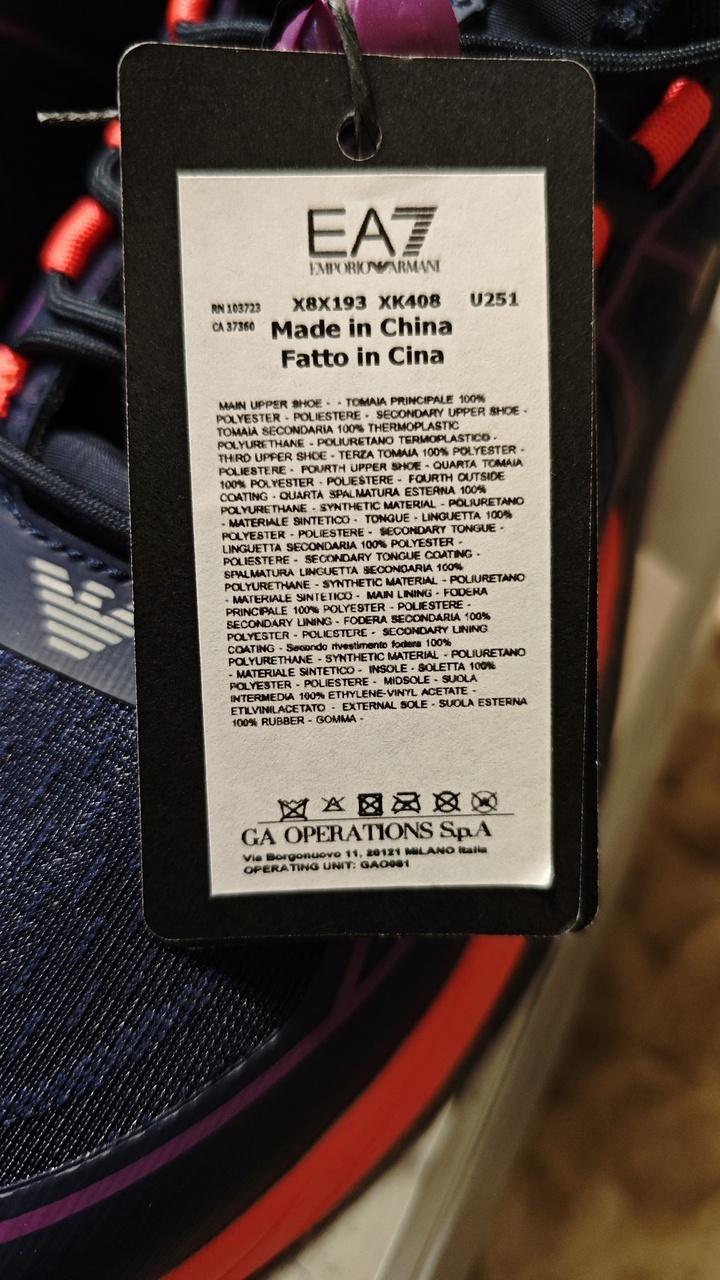 EA7
EMPORIO ARMANI
RN 103723 X8X193 XK408 U251
CA 37360 Made in China
Fatto in Cina
MAIN UPPER SHOE - - TOMAIA PRINCIPALE 100%
POLYESTER - POLIESTERE - SECONDARY UPPER SHOE -
TOMAIA SECONDARIA 100% THERMOPLASTIC
POLYURETHANE - POLIURETANO TERMOPLASTICO -
THIRD UPPER SHOE - TERZA TOMAIA 100% POLYESTER -
POLIESTERE - FOURTH UPPER SHOE - QUARTA TOMAIA
100% POLYESTER - POLIESTERE - FOURTH OUTSIDE
COATING - QUARTA SPALMATURA ESTERNA 100%
POLYURETHANE - SYNTHETIC MATERIAL - POLIURETANO
- MATERIALE SINTETICO - TONGUE - LINGUETTA 100%
POLYESTER - POLIESTERE - SECONDARY TONGUE -
LINGUETTA SECONDARIA 100% POLYESTER -
POLIESTERE - SECONDARY TONGUE COATING -
SPALMATURA LINGUETTA SECONDARIA 100%
POLYURETHANE - SYNTHETIC MATERIAL - POLIURETANO
- MATERIALE SINTETICO - MAIN LINING - FODERA
PRINCIPALE 100% POLYESTER - POLIESTERE -
SECONDARY LINING - FODERA SECONDARIA 100%
POLYESTER - POLIESTERE - SECONDARY LINING
COATING - Secondo rivestimento fodera 100%
POLYURETHANE - SYNTHETIC MATERIAL - POLIURETANO
- MATERIALE SINTETICO - INSOLE - SOLETTA 100%
POLYESTER - POLIESTERE - MIDSOLE - SUOLA
INTERMEDIA 100% ETHYLENE-VINYL ACETATE -
ETILVINILACETATO - EXTERNAL SOLE - SUOLA ESTERNA
100% RUBBER - GOMMA -
GA OPERATIONS S.p.A
Via Borgonuovo 11, 20121 MILANO Italia
OPERATING UNIT: GAO081